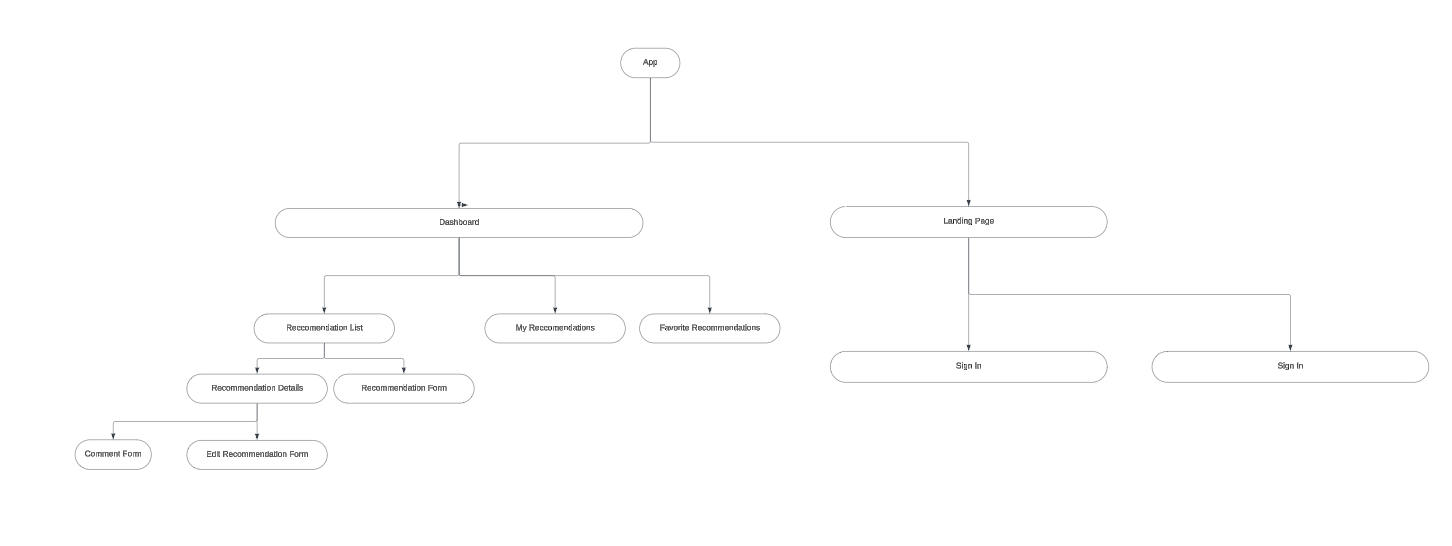 App
Dashboard
Landing Page
Reccomendation List
My Reccomendations
Favorite Recommendations
Sign In
Sign In
Recommendation Details
Recommendation Form
Comment Form
Edit Recommendation Form